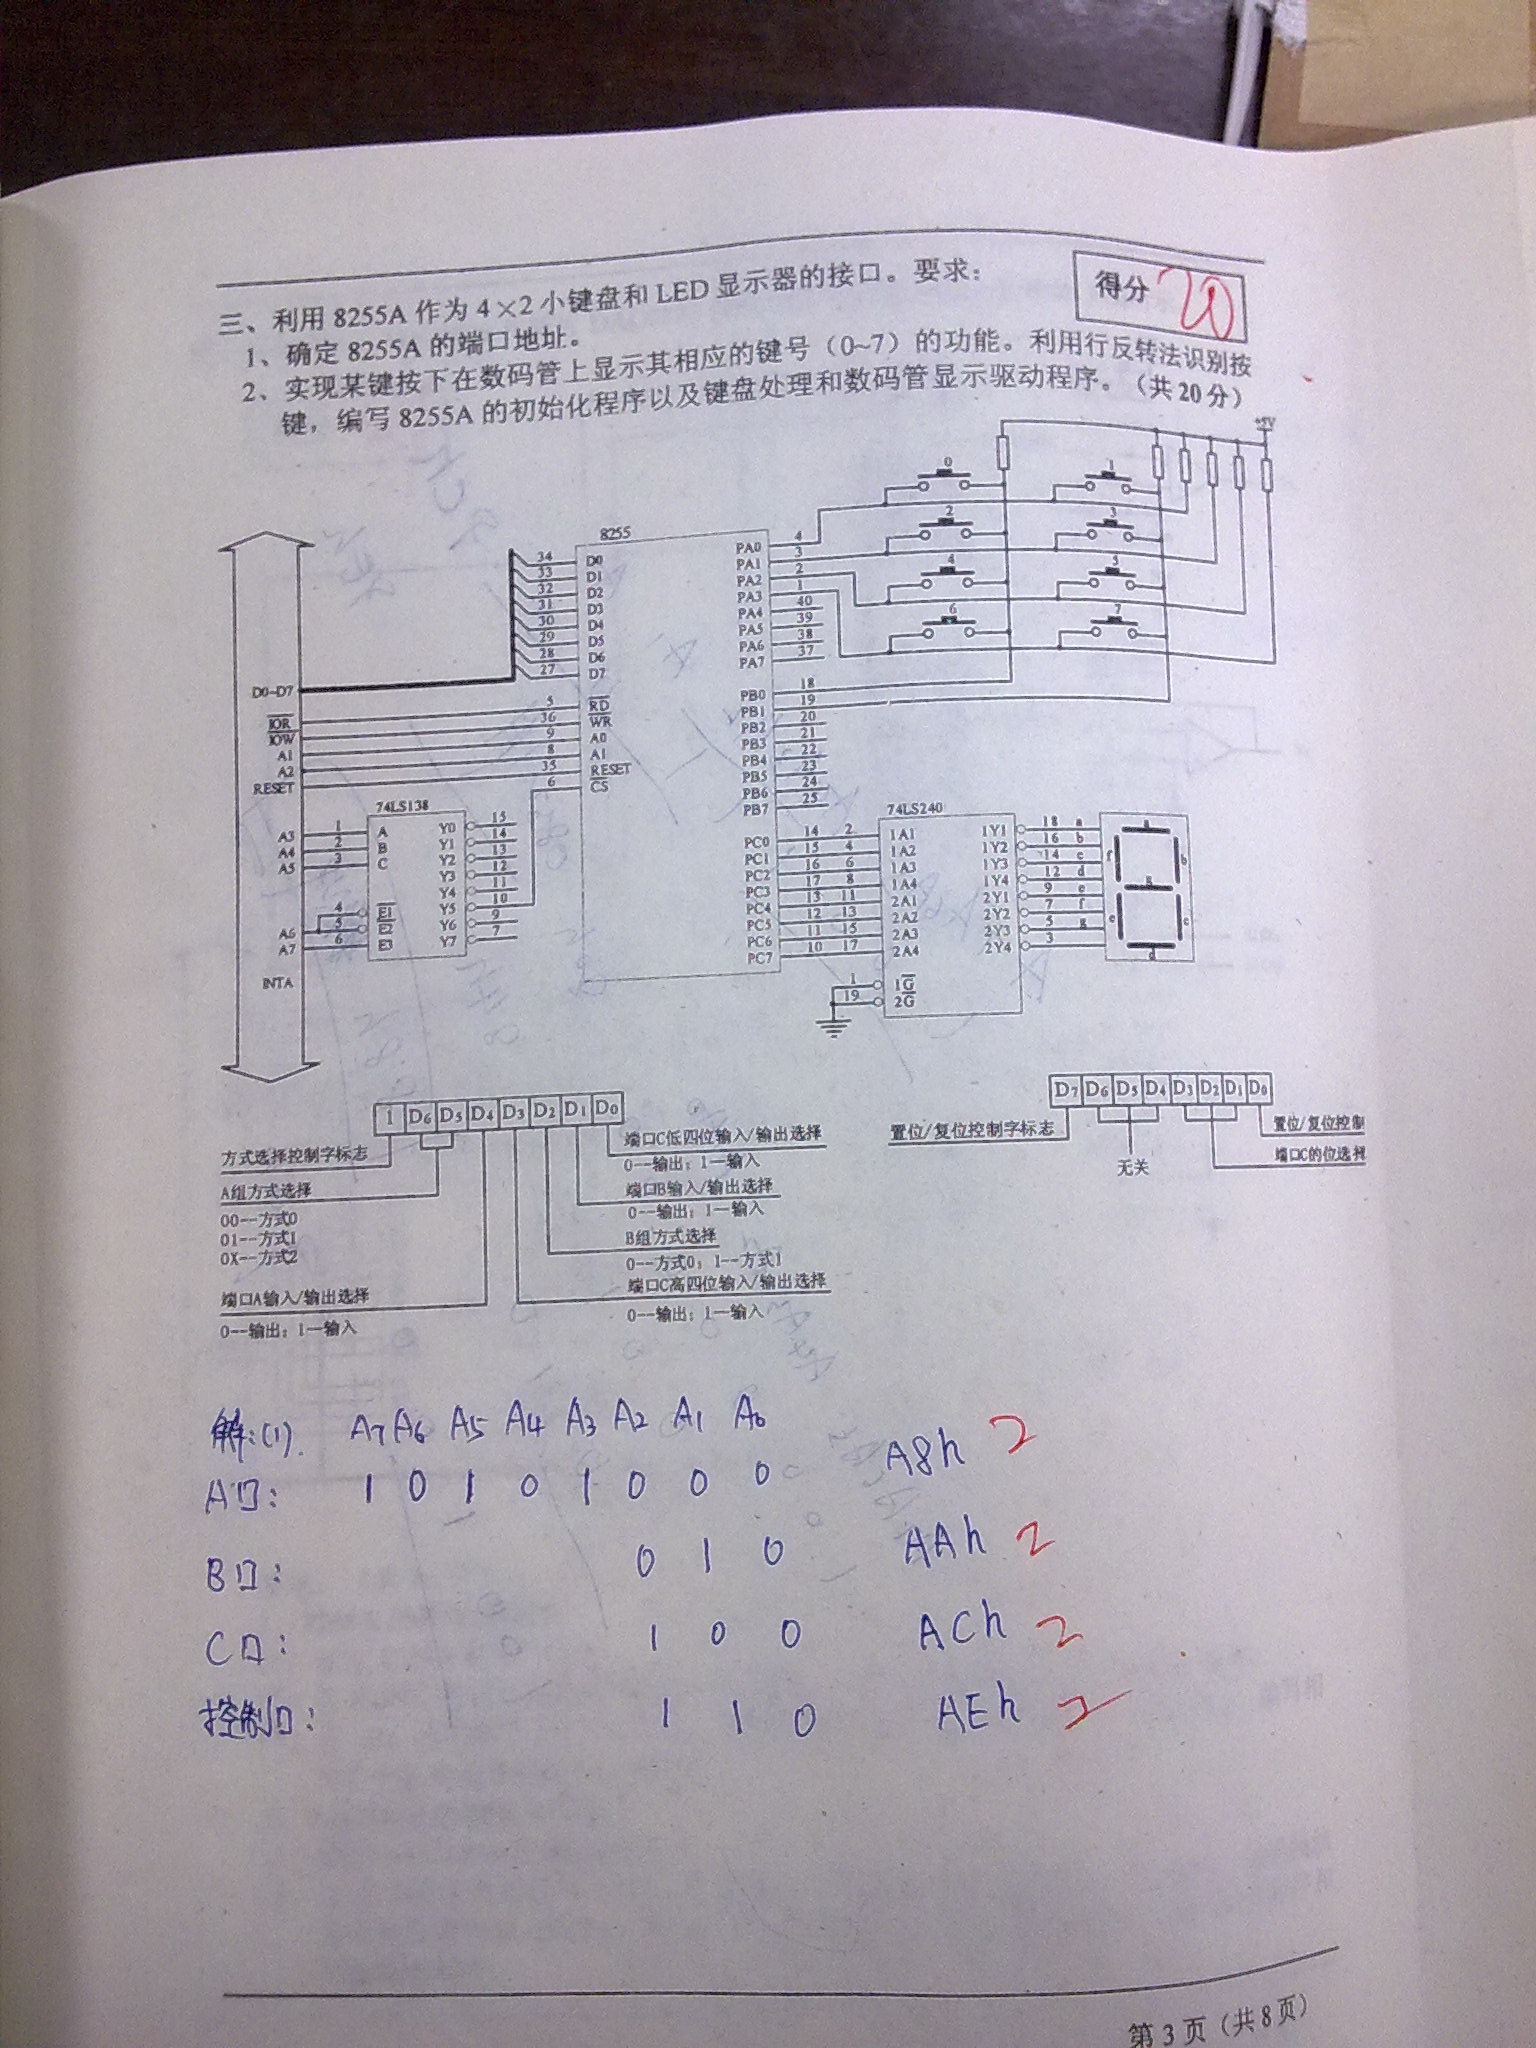 得分 20
三、利用 8255A 作为 4×2 小键盘和 LED 显示器的接口。要求：
1、确定 8255A 的端口地址。
2、实现某键按下在数码管上显示其相应的键号（0~7）的功能。利用行反转法识别按
键，编写 8255A 的初始化程序以及键盘处理和数码管显示驱动程序。（共 20 分）
+5V
0 1
2 3
4 5
6 7
8255
34 D0 PA0 4
33 D1 PA1 3
32 D2 PA2 2
31 D3 PA3 1
30 D4 PA4 40
29 D5 PA5 39
28 D6 PA6 38
27 D7 PA7 37
D0~D7
IOR 5 RD PB0 18
IOW 36 WR PB1 19
A1 9 A0 PB2 20
A2 8 A1 PB3 21
RESET 35 RESET PB4 22
6 CS PB5 23
PB6 24
PB7 25
74LS138
A3 1 A Y0 15
A4 2 B Y1 14
A5 3 C Y2 13
Y3 12
Y4 11
4 E1 Y5 10
A6 5 E2 Y6 9
A7 6 E3 Y7 7
INTA
74LS240
PC0 14 2 1A1 1Y1 18 a
PC1 15 4 1A2 1Y2 16 b
PC2 16 6 1A3 1Y3 14 c
PC3 17 8 1A4 1Y4 12 d
PC4 13 11 2A1 2Y1 9 e
PC5 12 13 2A2 2Y2 7 f
PC6 11 15 2A3 2Y3 5 g
PC7 10 17 2A4 2Y4 3
1 1G
19 2G
a
f b
g
e c
d
1 D6 D5 D4 D3 D2 D1 D0
方式选择控制字标志
A组方式选择
00--方式0
01--方式1
0X--方式2
端口A输入/输出选择
0--输出；1—输入
端口C低四位输入/输出选择
0—输出；1—输入
端口B输入/输出选择
0--输出；1—输入
B组方式选择
0--方式0；1--方式1
端口C高四位输入/输出选择
0--输出；1—输入
D7 D6 D5 D4 D3 D2 D1 D0
置位/复位控制字标志
无关
置位/复位控制
端口C的位选择
解:(1). A7 A6 A5 A4 A3 A2 A1 A0
A口: 1 0 1 0 1 0 0 0 A8h 2
B口: 0 1 0 AAh 2
C口: 1 0 0 ACh 2
控制口: 1 1 0 AEh 2
第 3 页（共 8 页）